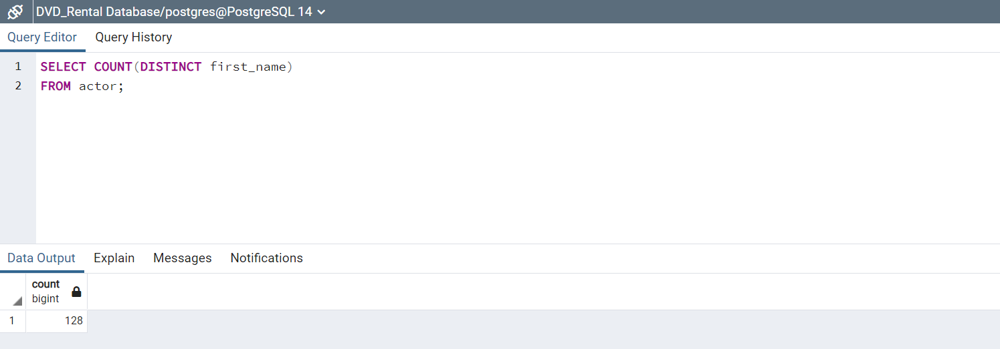 DVD_Rental Database/postgres@PostgreSQL 14
Query Editor Query History
1 SELECT COUNT(DISTINCT first_name)
2 FROM actor;
Data Output Explain Messages Notifications
count
bigint
1 128